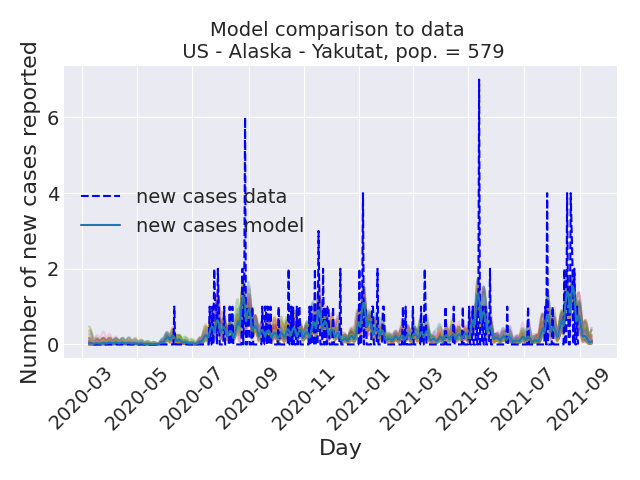 Model comparison to data
US - Alaska - Yakutat, pop. = 579
Number of new cases reported
6
4
2
0
new cases data
new cases model
2020-03
2020-05
2020-07
2020-09
2020-11
2021-01
2021-03
2021-05
2021-07
2021-09
Day